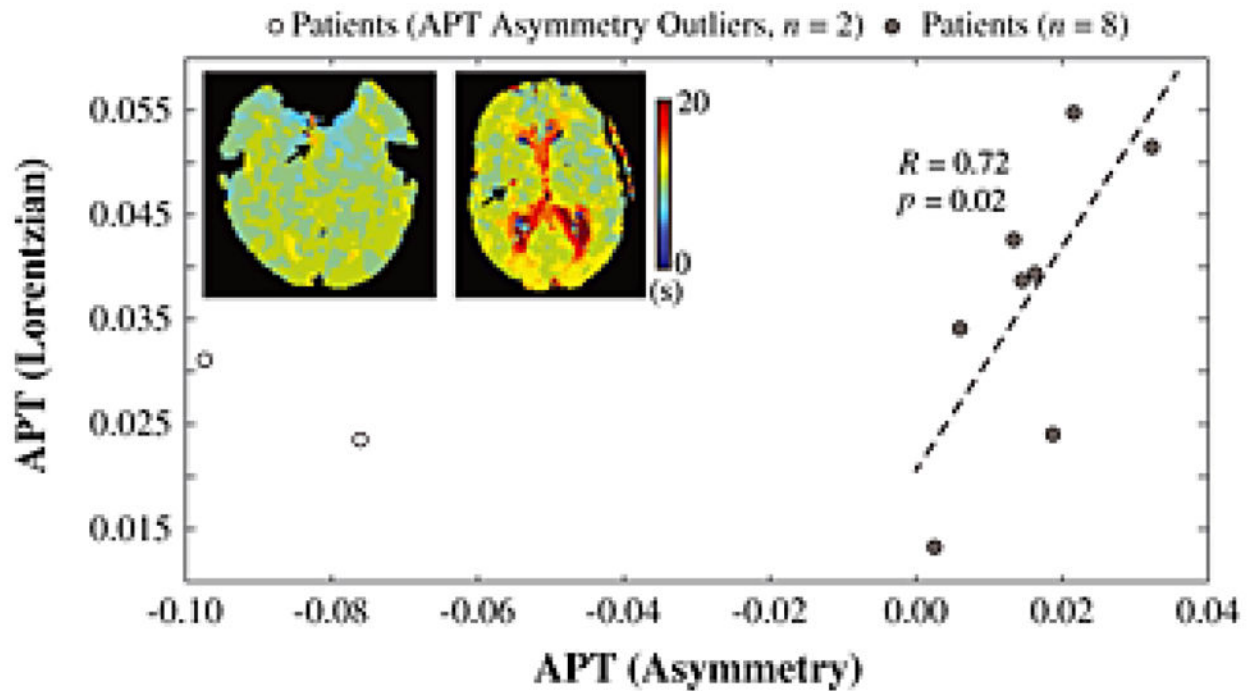 ○ Patients (APT Asymmetry Outliers, n = 2) ● Patients (n = 8)
0.055
0.045
0.035
0.025
0.015
APT (Lorentzian)
20
0
(s)
R = 0.72
p = 0.02
-0.10 -0.08 -0.06 -0.04 -0.02 0.00 0.02 0.04
APT (Asymmetry)